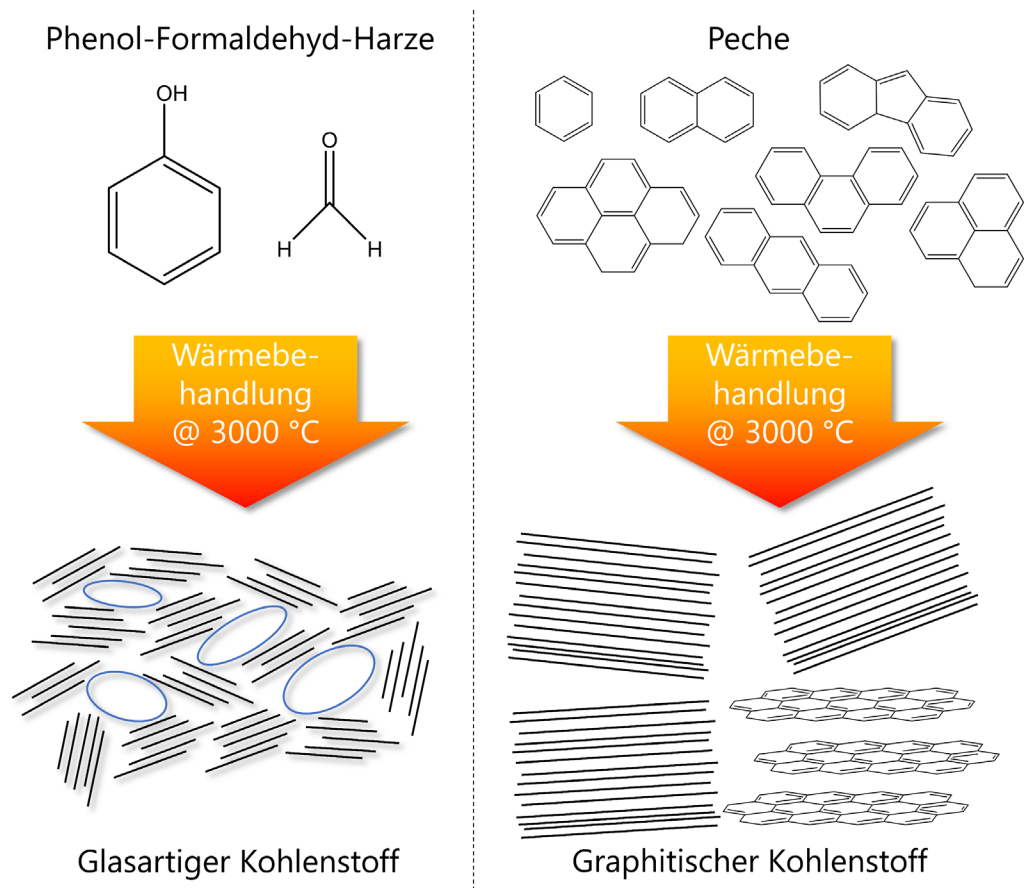 Phenol-Formaldehyd-Harze
OH
O
H
H
Wärmebe-
handlung
@ 3000 °C
Glasartiger Kohlenstoff
Peche
Wärmebe-
handlung
@ 3000 °C
Graphitischer Kohlenstoff